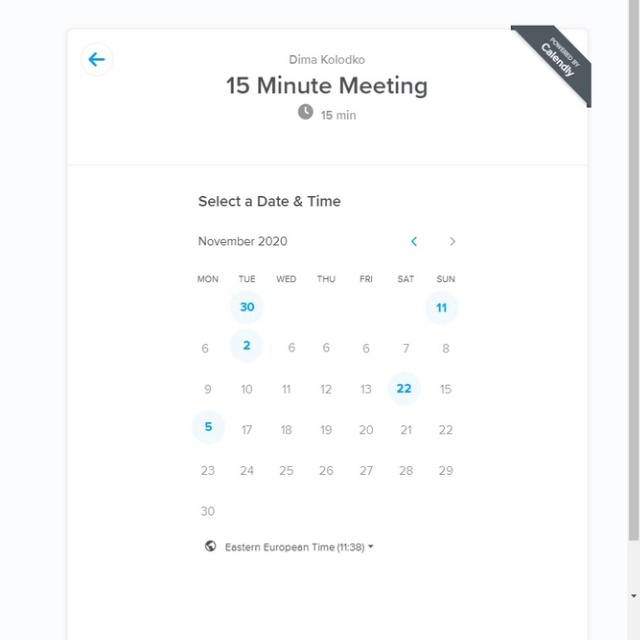 POWERED BY
Calendly
Dima Kolodko
15 Minute Meeting
15 min
Select a Date & Time
November 2020
MON TUE WED THU FRI SAT SUN
30 11
6 2 6 6 6 7 8
9 10 11 12 13 22 15
5 17 18 19 20 21 22
23 24 25 26 27 28 29
30
Eastern European Time (11:38)